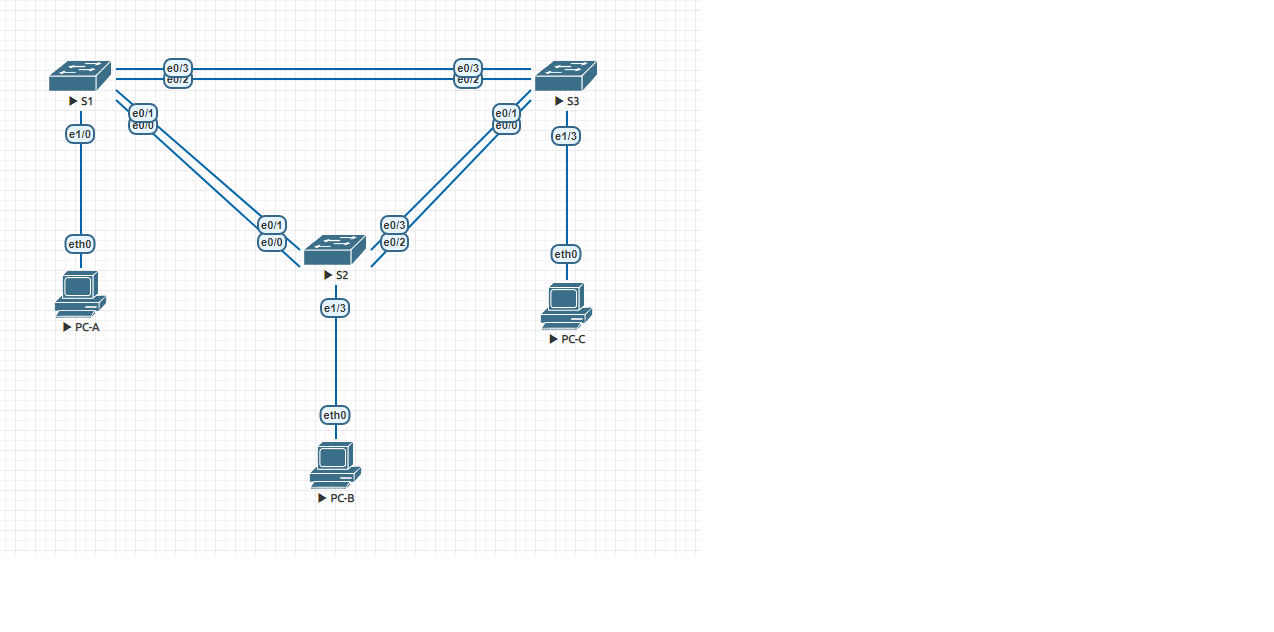 e0/3
e0/2
e0/3
e0/2
S1
S3
e0/1
e0/0
e0/1
e0/0
e1/0
e1/3
e0/1
e0/0
e0/3
e0/2
eth0
eth0
S2
e1/3
PC-A
PC-C
eth0
PC-B